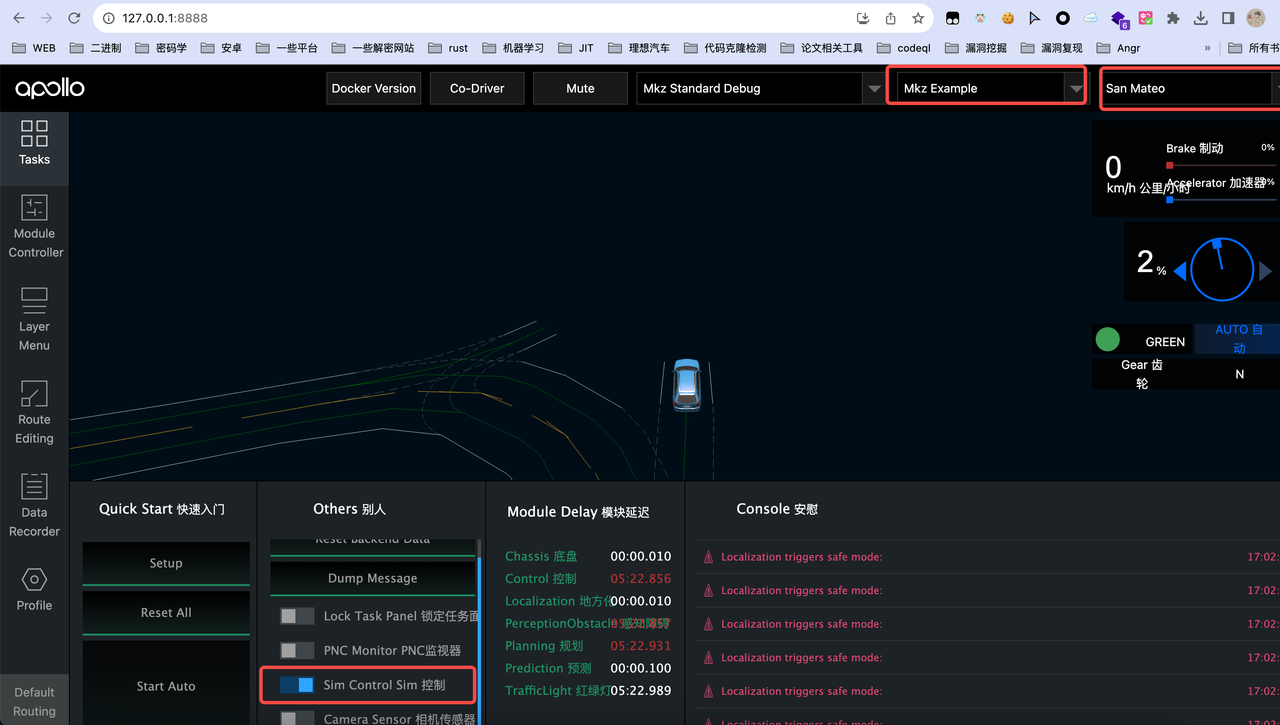 127.0.0.1:8888
6
WEB
二进制
密码学
安卓
一些平台
一些解密网站
rust
机器学习
JIT
理想汽车
代码克隆检测
论文相关工具
codeql
漏洞挖掘
漏洞复现
Angr
»
所有书
apollo
Docker Version
Co-Driver
Mute
Mkz Standard Debug
Mkz Example
San Mateo
Tasks
Module
Controller
Layer
Menu
Route
Editing
Data
Recorder
Profile
Default
Routing
0
km/h 公里/小时
Brake 制动
0%
Accelerator 加速器
0%
2 %
GREEN
AUTO 自
动
Gear 齿
轮
N
Quick Start 快速入门
Setup
Reset All
Start Auto
Others 别人
Reset Backend Data
Dump Message
Lock Task Panel 锁定任务面
PNC Monitor PNC监视器
Sim Control Sim 控制
Camera Sensor 相机传感器
Module Delay 模块延迟
Chassis 底盘 00:00.010
Control 控制 05:22.856
Localization 地方化 00:00.010
PerceptionObstacle 感知障碍
Planning 规划 05:22.931
Prediction 预测 00:00.100
TrafficLight 红绿灯 05:22.989
Console 安慰
Localization triggers safe mode: 17:02:
Localization triggers safe mode: 17:02:
Localization triggers safe mode: 17:02:
Localization triggers safe mode: 17:02:
Localization triggers safe mode: 17:02:
Localization triggers safe mode: 17:02: